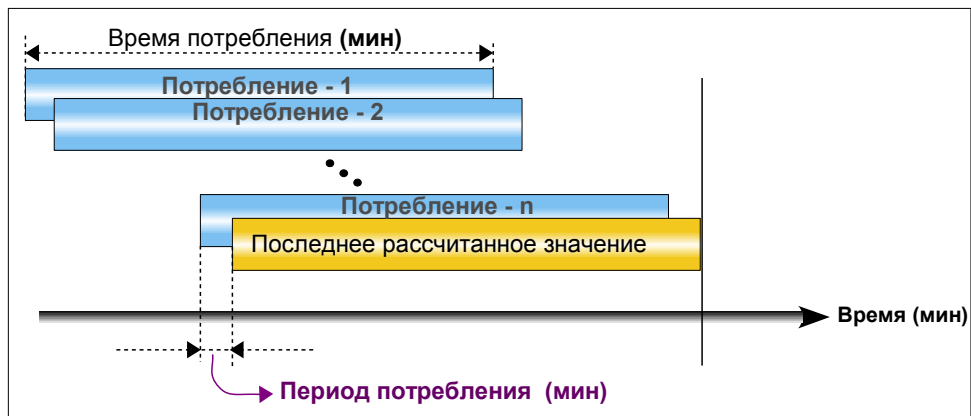 Время потребления (мин)
Потребление - 1
Потребление - 2
Потребление - n
Последнее рассчитанное значение
Время (мин)
Период потребления (мин)